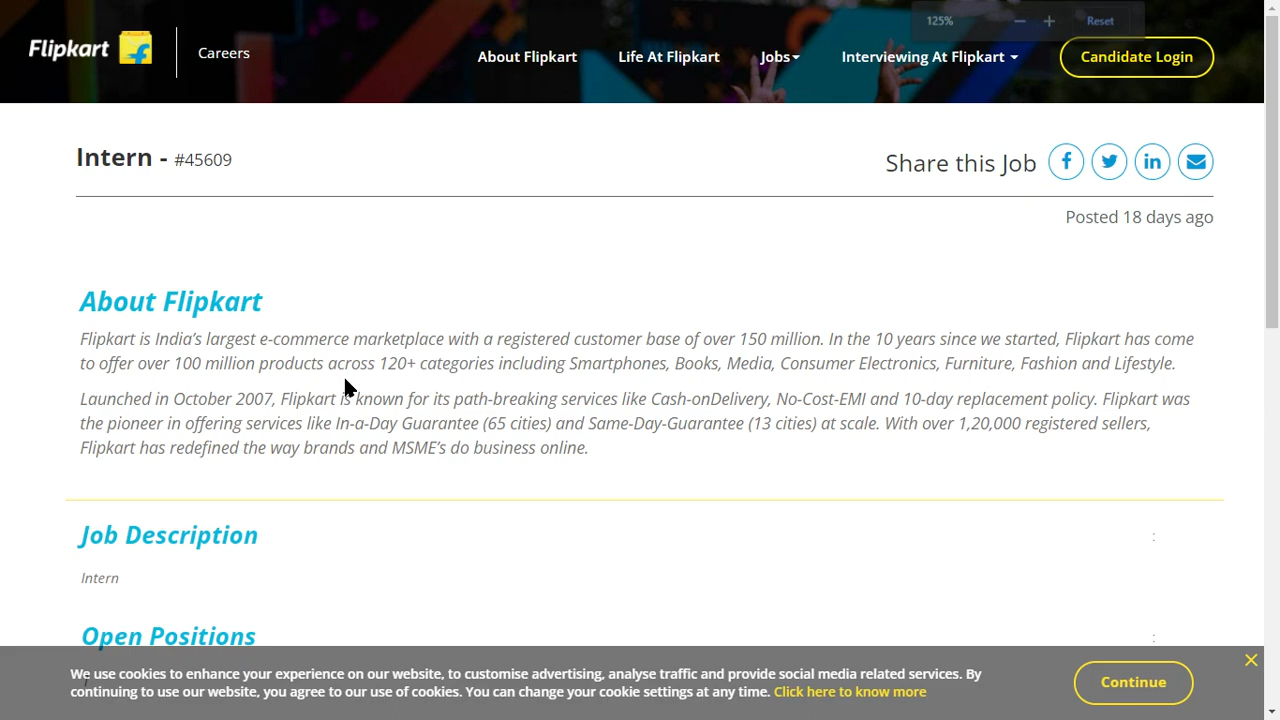 125% Reset
Flipkart Careers About Flipkart Life At Flipkart Jobs Interviewing At Flipkart Candidate Login
Intern - #45609 Share this Job
Posted 18 days ago
About Flipkart
Flipkart is India’s largest e-commerce marketplace with a registered customer base of over 150 million. In the 10 years since we started, Flipkart has come
to offer over 100 million products across 120+ categories including Smartphones, Books, Media, Consumer Electronics, Furniture, Fashion and Lifestyle.
Launched in October 2007, Flipkart is known for its path-breaking services like Cash-onDelivery, No-Cost-EMI and 10-day replacement policy. Flipkart was
the pioneer in offering services like In-a-Day Guarantee (65 cities) and Same-Day-Guarantee (13 cities) at scale. With over 1,20,000 registered sellers,
Flipkart has redefined the way brands and MSME’s do business online.
Job Description :
Intern
Open Positions :
We use cookies to enhance your experience on our website, to customise advertising, analyse traffic and provide social media related services. By
continuing to use our website, you agree to our use of cookies. You can change your cookie settings at any time. Click here to know more
Continue